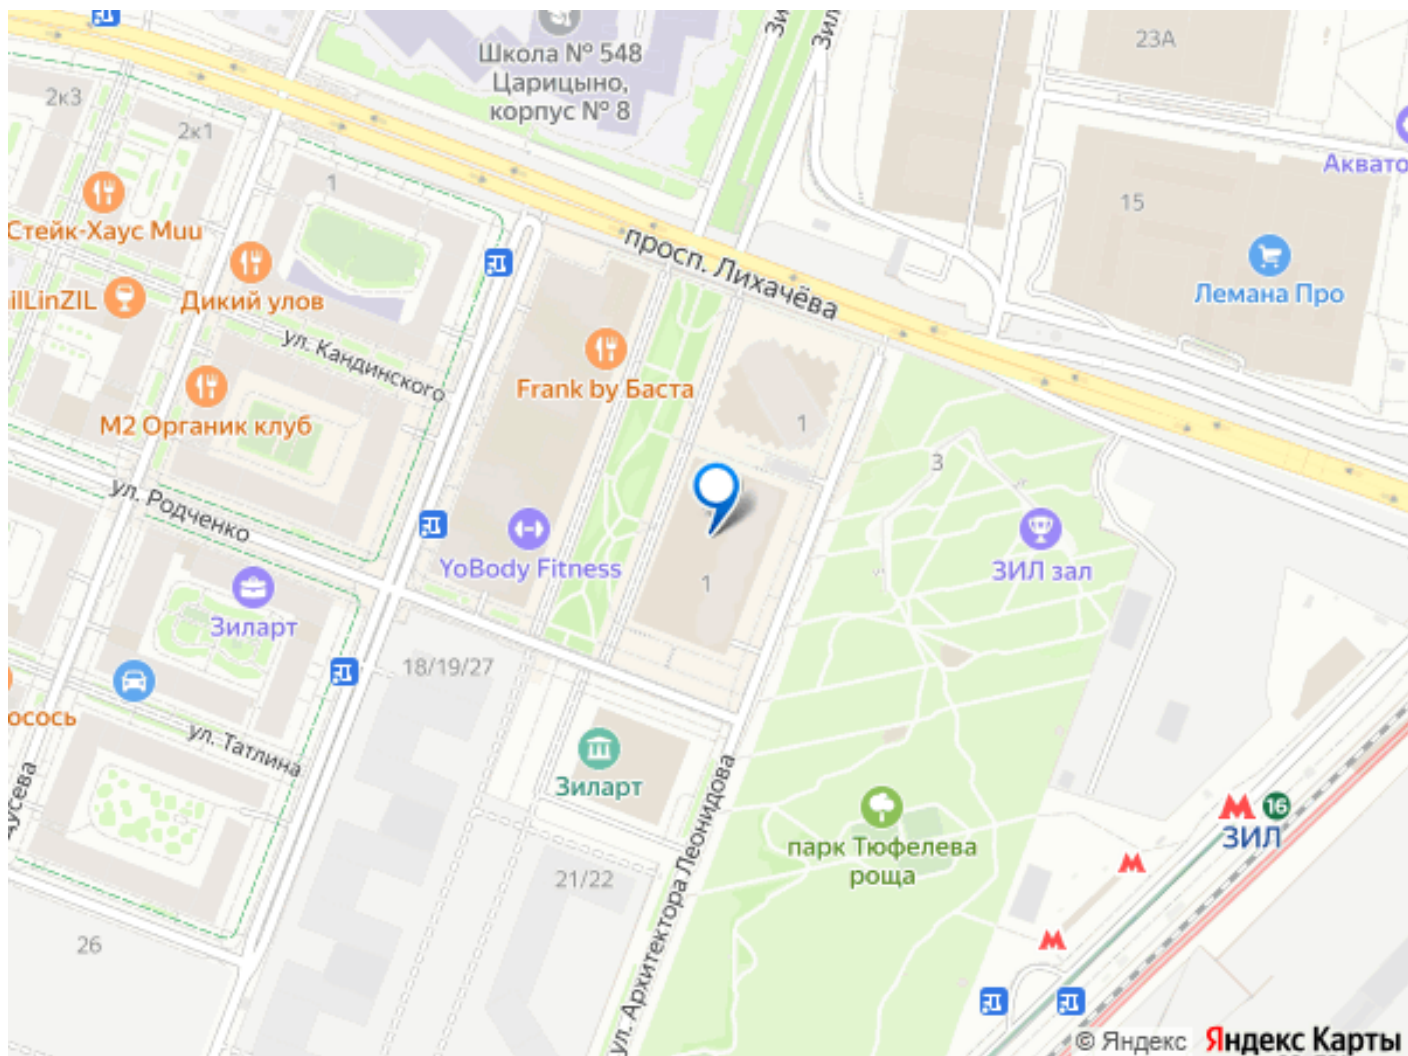 Школа № 548
Царицыно,
корпус № 8
23А
2к3
2к1
1
15
Стейк-Хаус Muu
Дикий улов
illLinZIL
просп. Лихачёва
Лемана Про
Аквато
ул. Кандинского
Frank by Баста
М2 Органик клуб
1
3
ул. Родченко
YoBody Fitness
1
ЗИЛ зал
Зиларт
18/19/27
осось
ул. Татлина
Зиларт
ул. Архитектора Леонидова
парк Тюфелева
роща
16
ЗИЛ
21/22
26
© Яндекс
Яндекс Карты